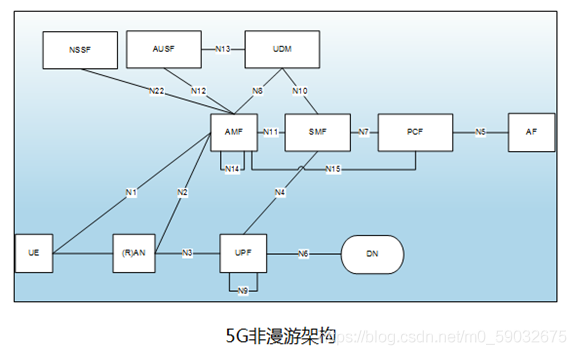 NSSF
AUSF
N13
UDM
N22
N12
N8
N10
AMF
N11
SMF
N7
PCF
N5
AF
N14
N15
N1
N2
N4
UE
(R)AN
N3
UPF
N6
DN
N9
5G非漫游架构
https://blog.csdn.net/m0_59032675